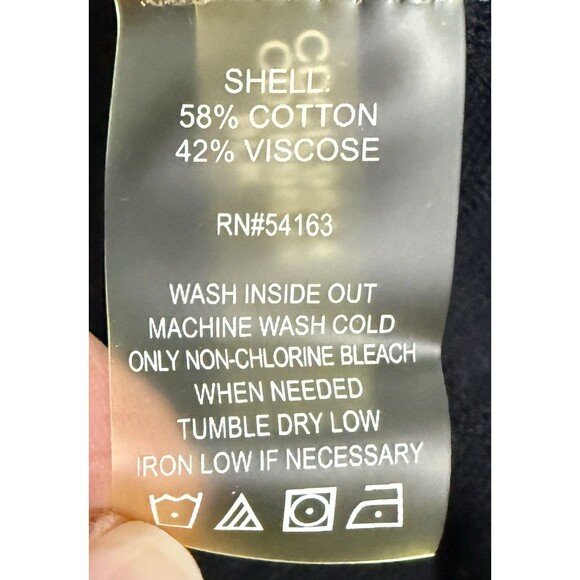 SHELL:
58% COTTON
42% VISCOSE
RN#54163
WASH INSIDE OUT
MACHINE WASH COLD
ONLY NON-CHLORINE BLEACH
WHEN NEEDED
TUMBLE DRY LOW
IRON LOW IF NECESSARY